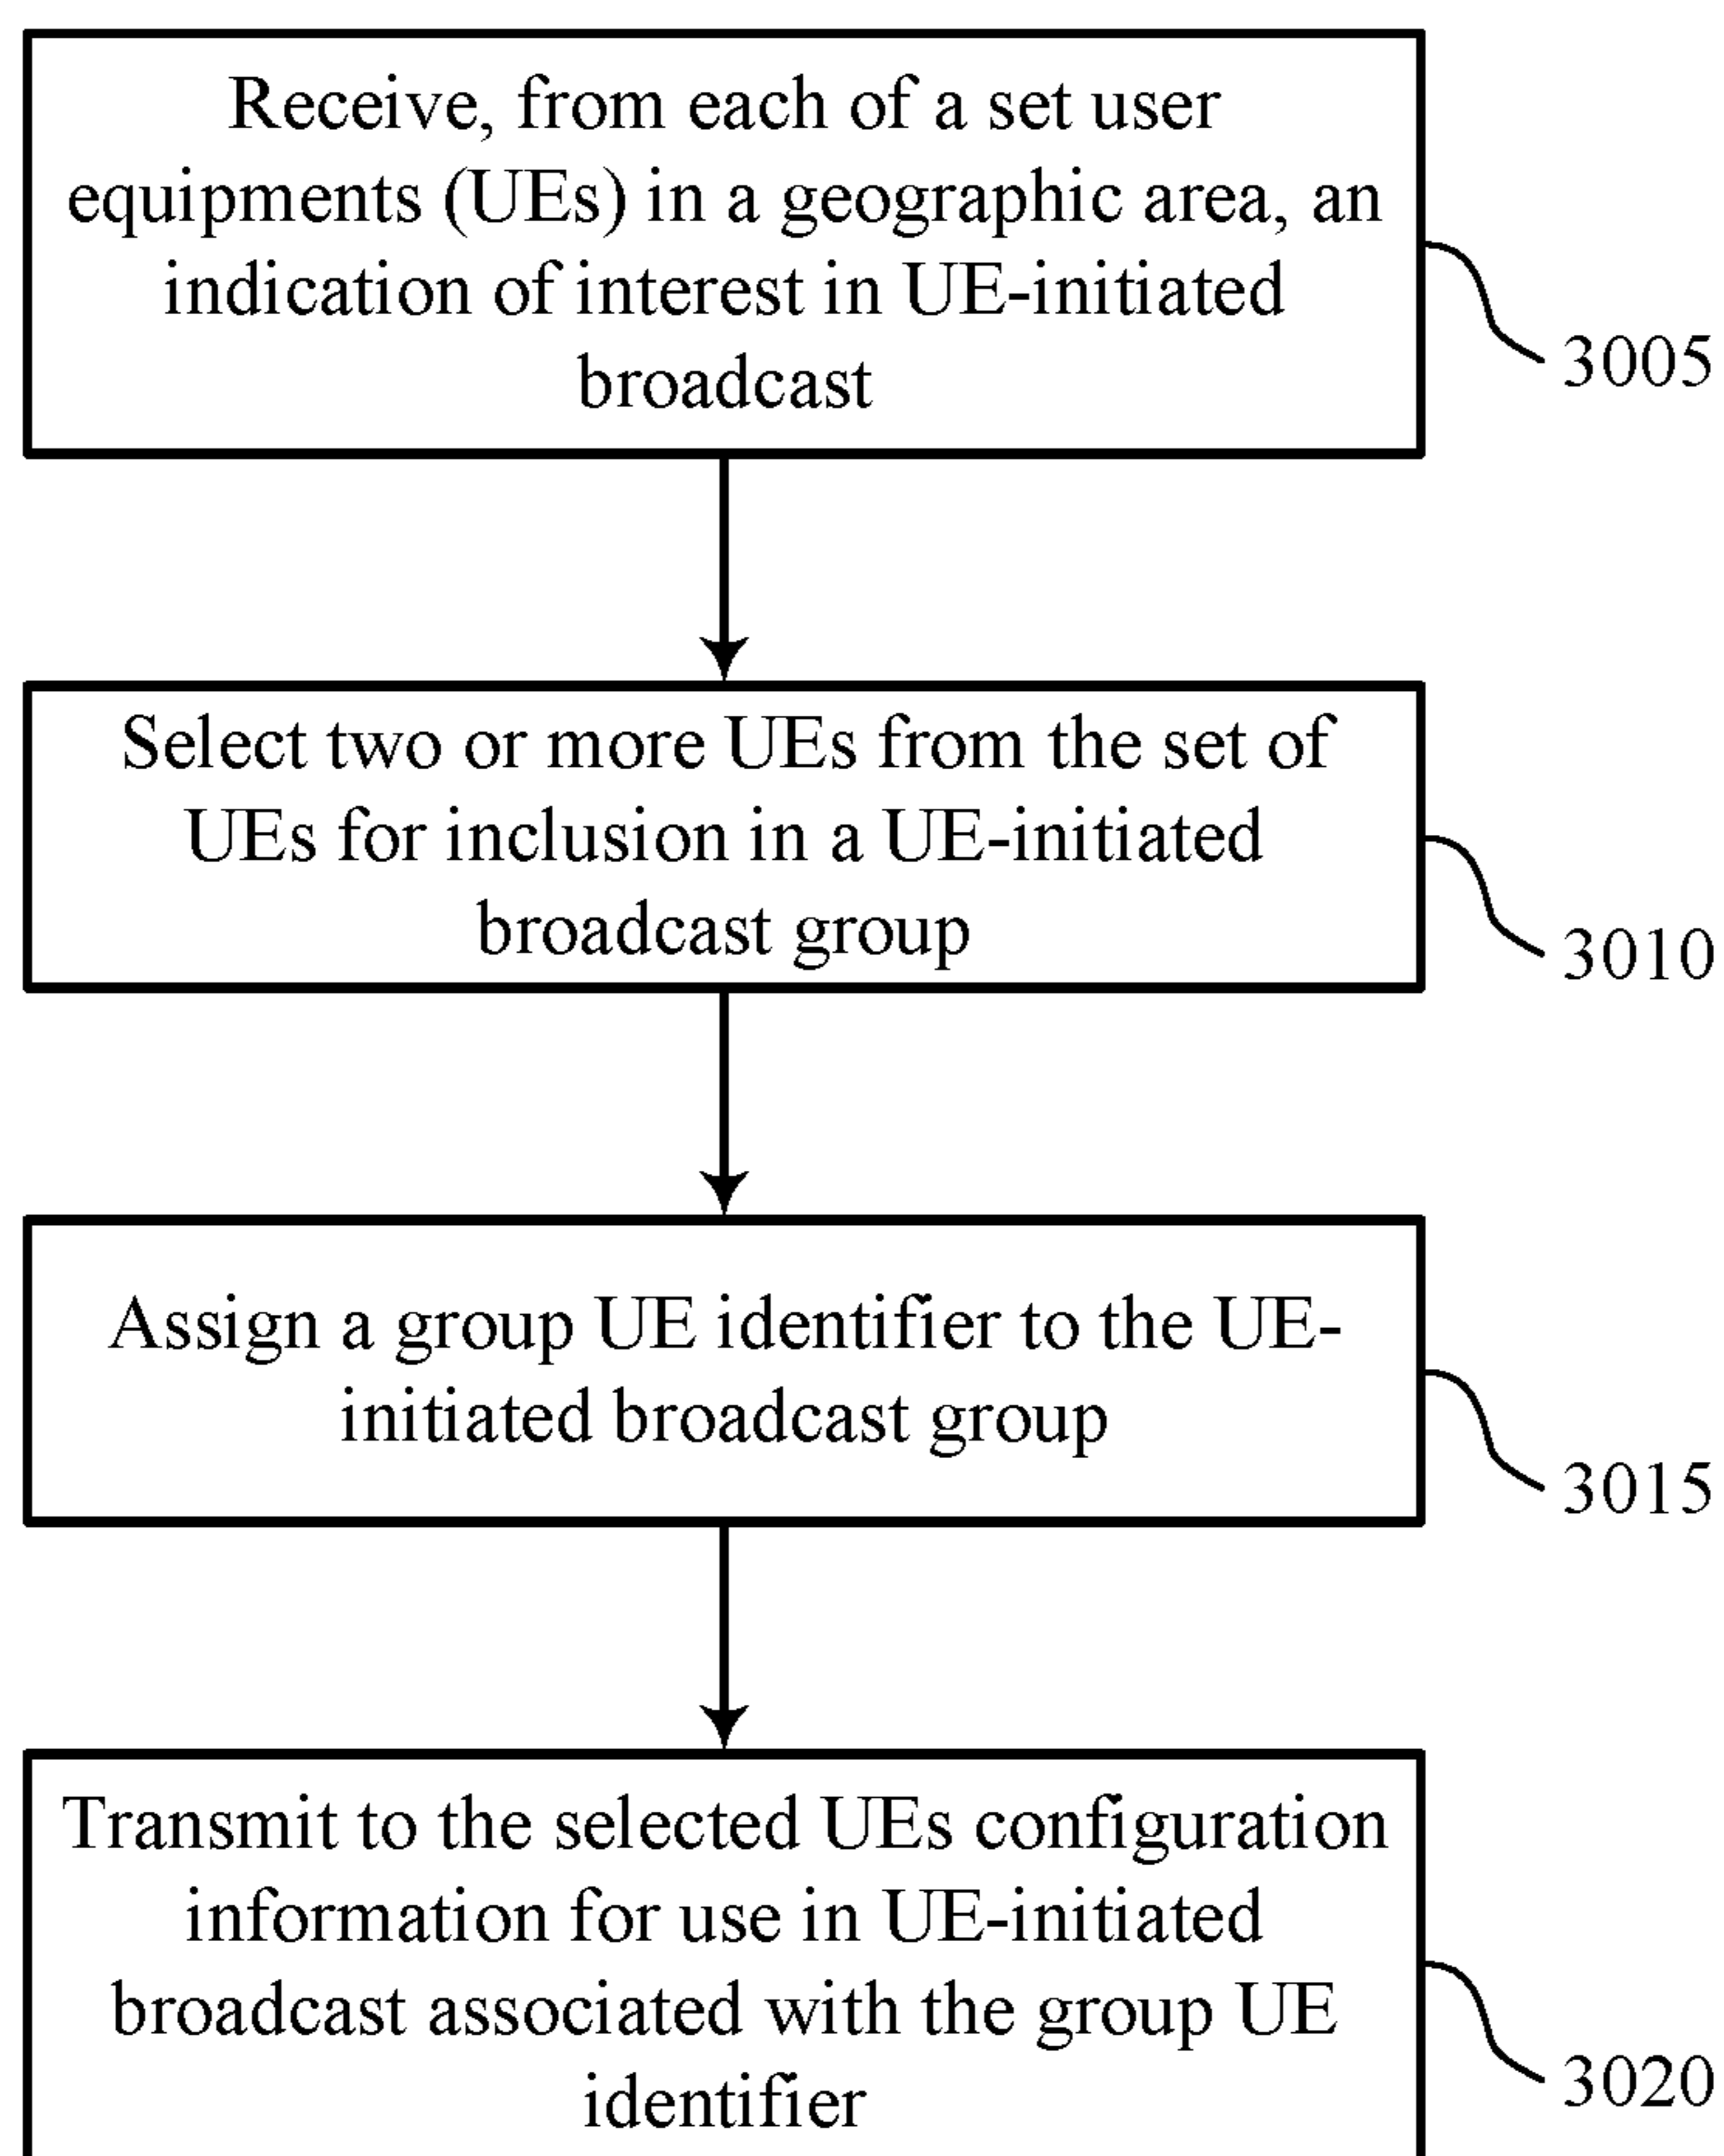 Receive, from each of a set user
equipments (UEs) in a geographic area, an
indication of interest in UE-initiated
broadcast
3005
Select two or more UEs from the set of
UEs for inclusion in a UE-initiated
broadcast group
3010
Assign a group UE identifier to the UE-
initiated broadcast group
3015
Transmit to the selected UEs configuration
information for use in UE-initiated
broadcast associated with the group UE
identifier
3020